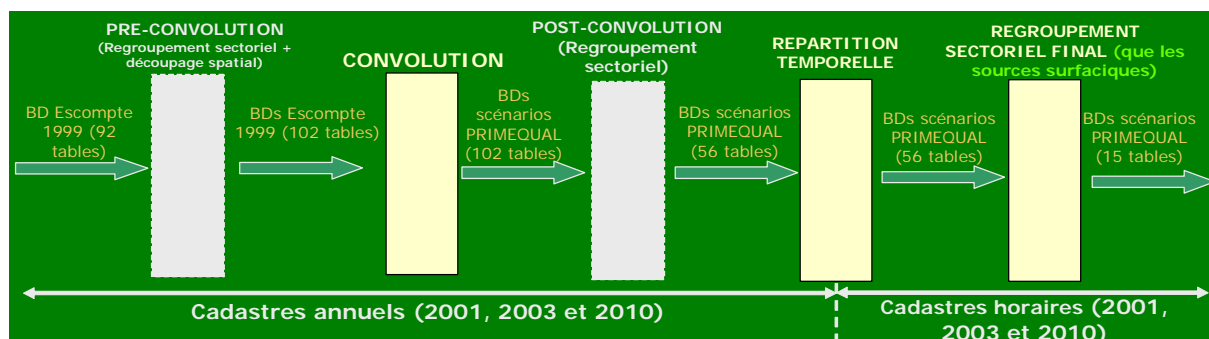 PRE-CONVOLUTION
(Regroupement sectoriel +
découpage spatial)
CONVOLUTION
POST-CONVOLUTION
(Regroupement
sectoriel)
REPARTITION
TEMPORELLE
REGROUPEMENT
SECTORIEL FINAL (que les
sources surfaciques)
BD Escompte
1999 (92
tables)
BDs Escompte
1999 (102 tables)
BDs
scénarios
PRIMEQUAL
(102 tables)
BDs scénarios
PRIMEQUAL
(56 tables)
BDs scénarios
PRIMEQUAL
(56 tables)
BDs scénarios
PRIMEQUAL
(15 tables)
Cadastres annuels (2001, 2003 et 2010)
Cadastres horaires (2001,
2003 et 2010)